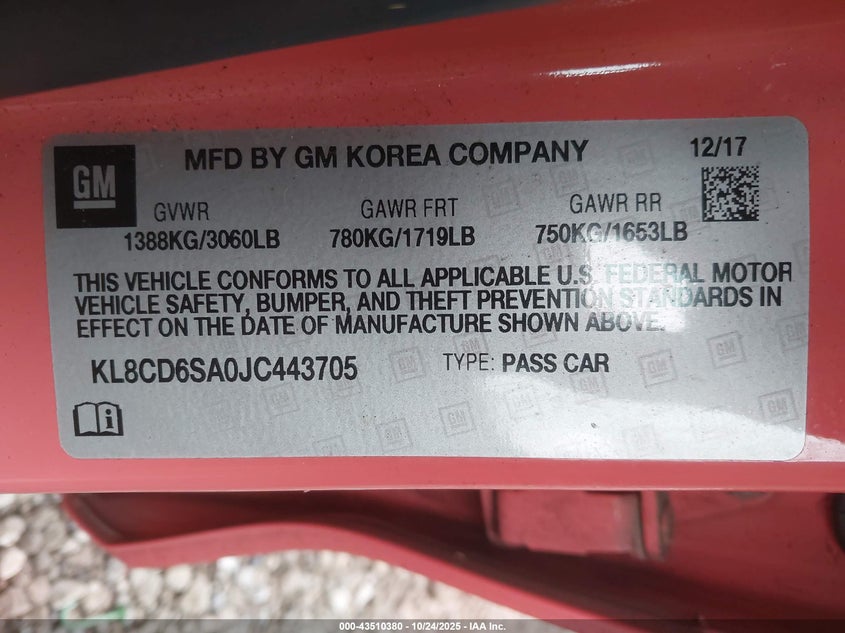 GM
MFD BY GM KOREA COMPANY
12/17
GVWR
GAWR FRT
GAWR RR
1388KG/3060LB
780KG/1719LB
750KG/1653LB
THIS VEHICLE CONFORMS TO ALL APPLICABLE U.S. FEDERAL MOTOR
VEHICLE SAFETY, BUMPER, AND THEFT PREVENTION STANDARDS IN
EFFECT ON THE DATE OF MANUFACTURE SHOWN ABOVE.
KL8CD6SA0JC443705
TYPE: PASS CAR
000-43510380 - 10/24/2025 - IAA Inc.